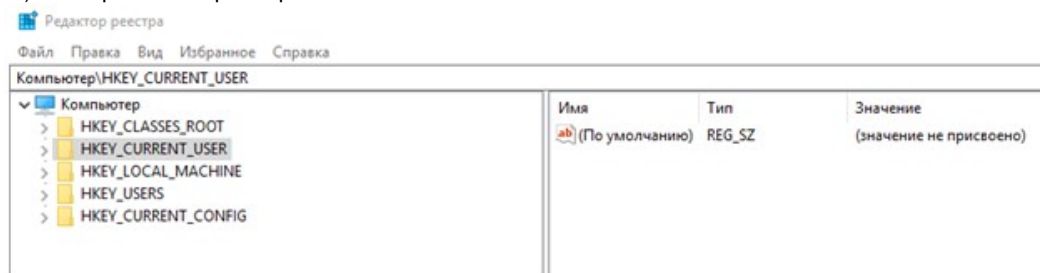 Редактор реестра
Файл Правка Вид Избранное Справка
Компьютер\HKEY_CURRENT_USER
Компьютер
HKEY_CLASSES_ROOT
HKEY_CURRENT_USER
HKEY_LOCAL_MACHINE
HKEY_USERS
HKEY_CURRENT_CONFIG
Имя Тип Значение
ab (По умолчанию) REG_SZ (значение не присвоено)